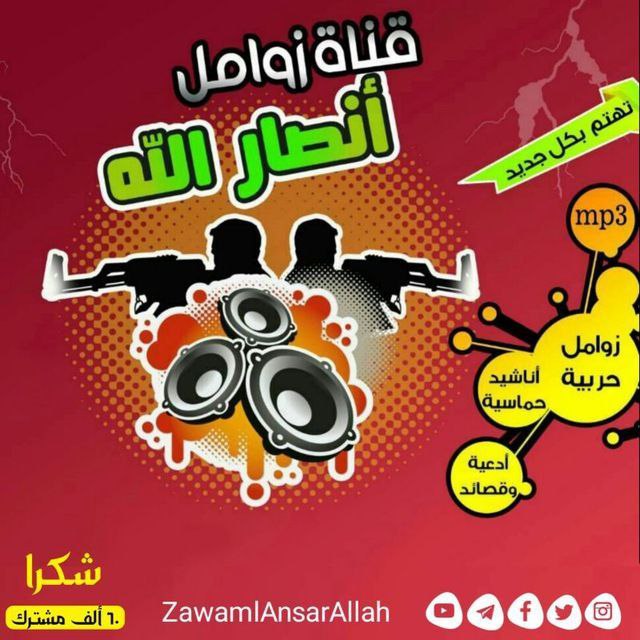 قناة زوامل
أنصار الله
تهتم بكل جديد
mp3
زوامل
حربية
أناشيد
حماسية
أدعية
وقصائد
شكرا
٦٠ ألف مشترك
ZawamlAnsarAllah